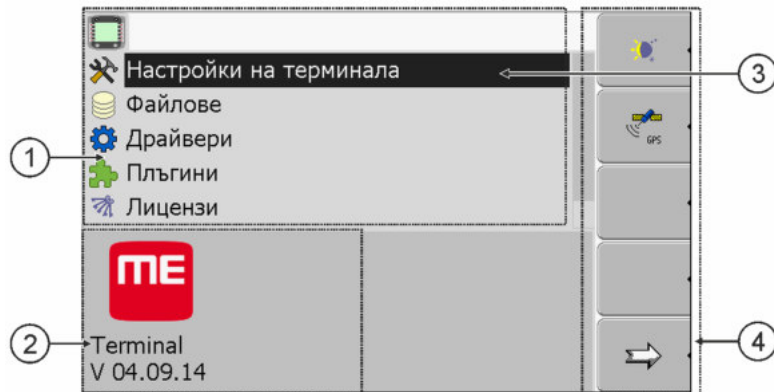 Настройки на терминала
Файлове
Драйвери
Плъгини
Лицензи
GPS
ME
Terminal
V 04.09.14
1
2
3
4